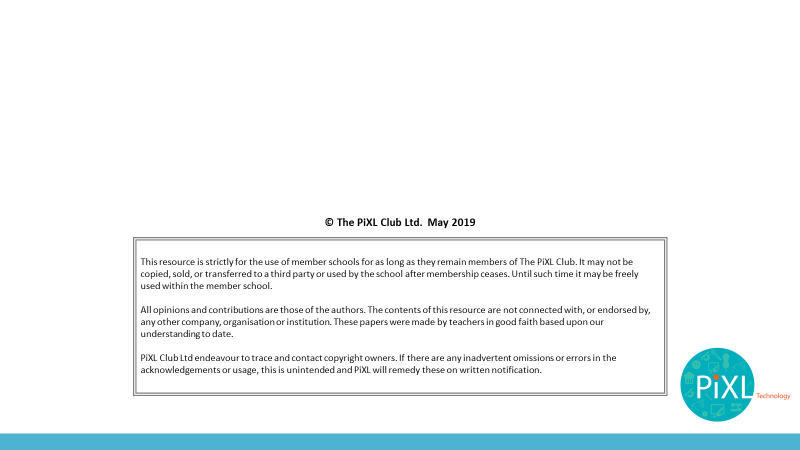 © The PiXL Club Ltd. May 2019
This resource is strictly for the use of member schools for as long as they remain members of The PiXL Club. It may not be
copied, sold, or transferred to a third party or used by the school after membership ceases. Until such time it may be freely
used within the member school.
All opinions and contributions are those of the authors. The contents of this resource are not connected with, or endorsed by,
any other company, organisation or institution. These papers were made by teachers in good faith based upon our
understanding to date.
PiXL Club Ltd endeavour to trace and contact copyright owners. If there are any inadvertent omissions or errors in the
acknowledgements or usage, this is unintended and PiXL will remedy these on written notification.
PiXL
Technology